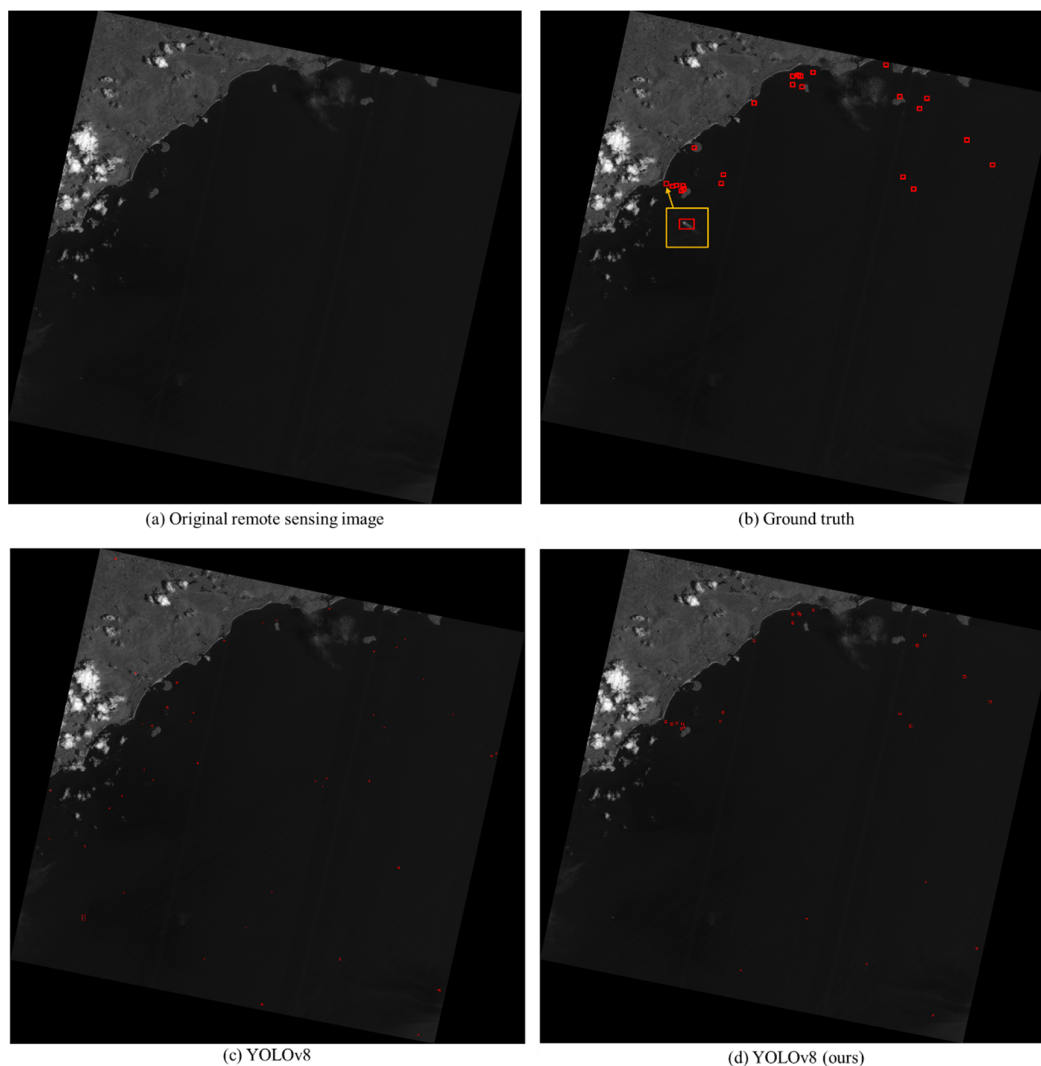 (a) Original remote sensing image
(b) Ground truth
(c) YOLOv8
(d) YOLOv8 (ours)